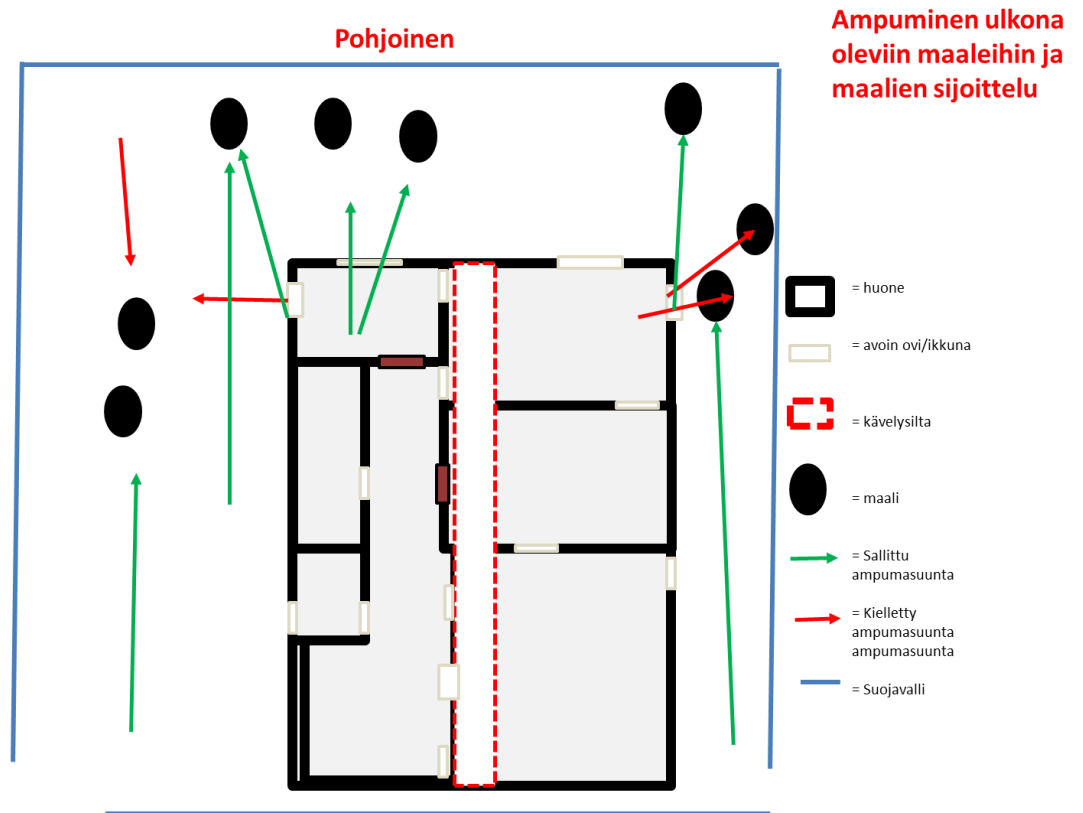 Pohjoinen
Ampuminen ulkona
oleviin maaleihin ja
maalien sijoittelu
= huone
= avoin ovi/ikkuna
= kävelysilta
= maali
= Sallittu
ampumasuunta
= Kielletty
ampumasuunta
ampumasuunta
= Suojavalli